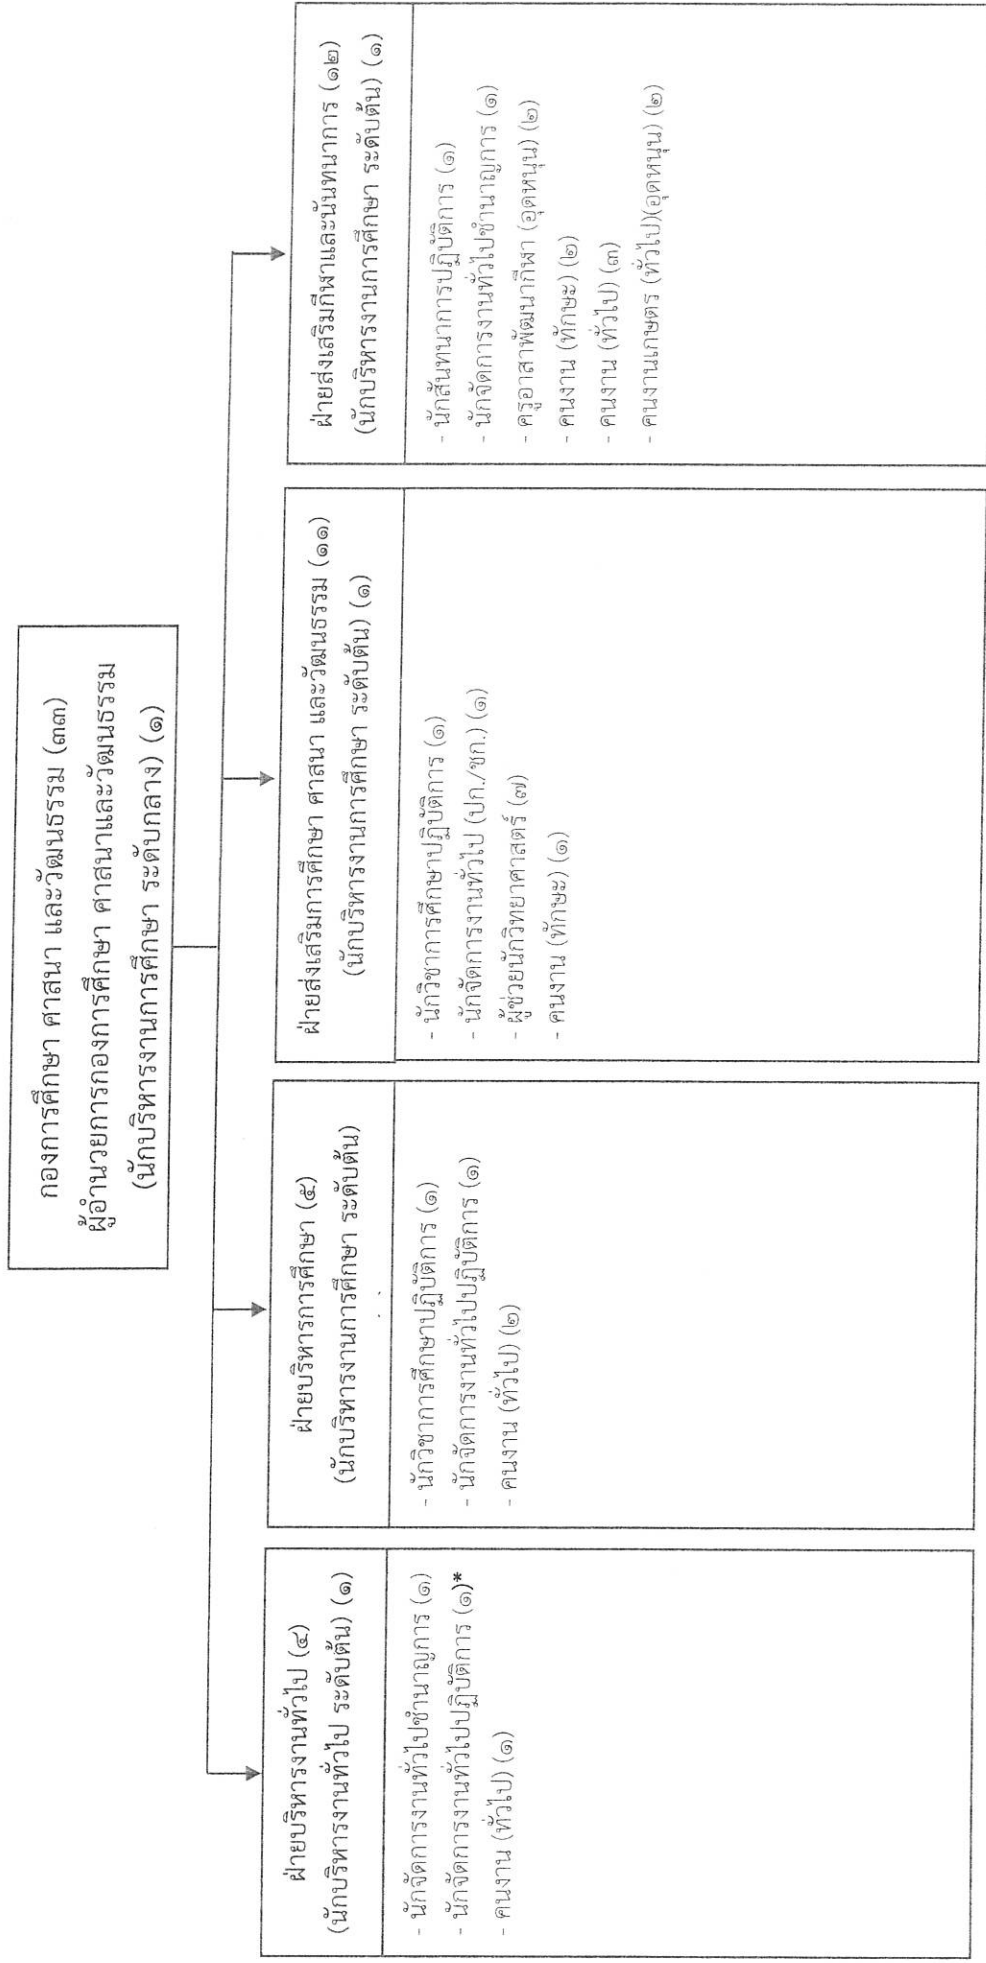 กองการศึกษา ศาสนา และวัฒนธรรม (๓๓)
ผู้อำนวยการกองการศึกษา ศาสนาและวัฒนธรรม
(นักบริหารงานการศึกษา ระดับกลาง) (๑)
ฝ่ายบริหารงานทั่วไป (๔)
(นักบริหารงานทั่วไป ระดับต้น) (๑)
- นักจัดการงานทั่วไปชำนาญการ (๑)
- นักจัดการงานทั่วไปปฏิบัติการ (๑)*
- คนงาน (ทั่วไป) (๑)
ฝ่ายบริหารการศึกษา (๕)
(นักบริหารงานการศึกษา ระดับต้น)
- นักวิชาการศึกษาปฏิบัติการ (๑)
- นักจัดการงานทั่วไปปฏิบัติการ (๑)
- คนงาน (ทั่วไป) (๒)
ฝ่ายส่งเสริมการศึกษา ศาสนา และวัฒนธรรม (๑๑)
(นักบริหารงานการศึกษา ระดับต้น) (๑)
- นักวิชาการศึกษาปฏิบัติการ (๑)
- นักจัดการงานทั่วไป (ปก./ชก.) (๑)
- ผู้ช่วยนักวิทยาศาสตร์ (๗)
- คนงาน (ทักษะ) (๑)
ฝ่ายส่งเสริมกีฬาและนันทนาการ (๑๒)
(นักบริหารงานการศึกษา ระดับต้น) (๑)
- นักสันทนาการปฏิบัติการ (๑)
- นักจัดการงานทั่วไปชำนาญการ (๑)
- ครูอาสาพัฒนากีฬา (อุดหนุน) (๒)
- คนงาน (ทักษะ) (๒)
- คนงาน (ทั่วไป) (๓)
- คนงานเกษตร (ทั่วไป)(อุดหนุน) (๒)